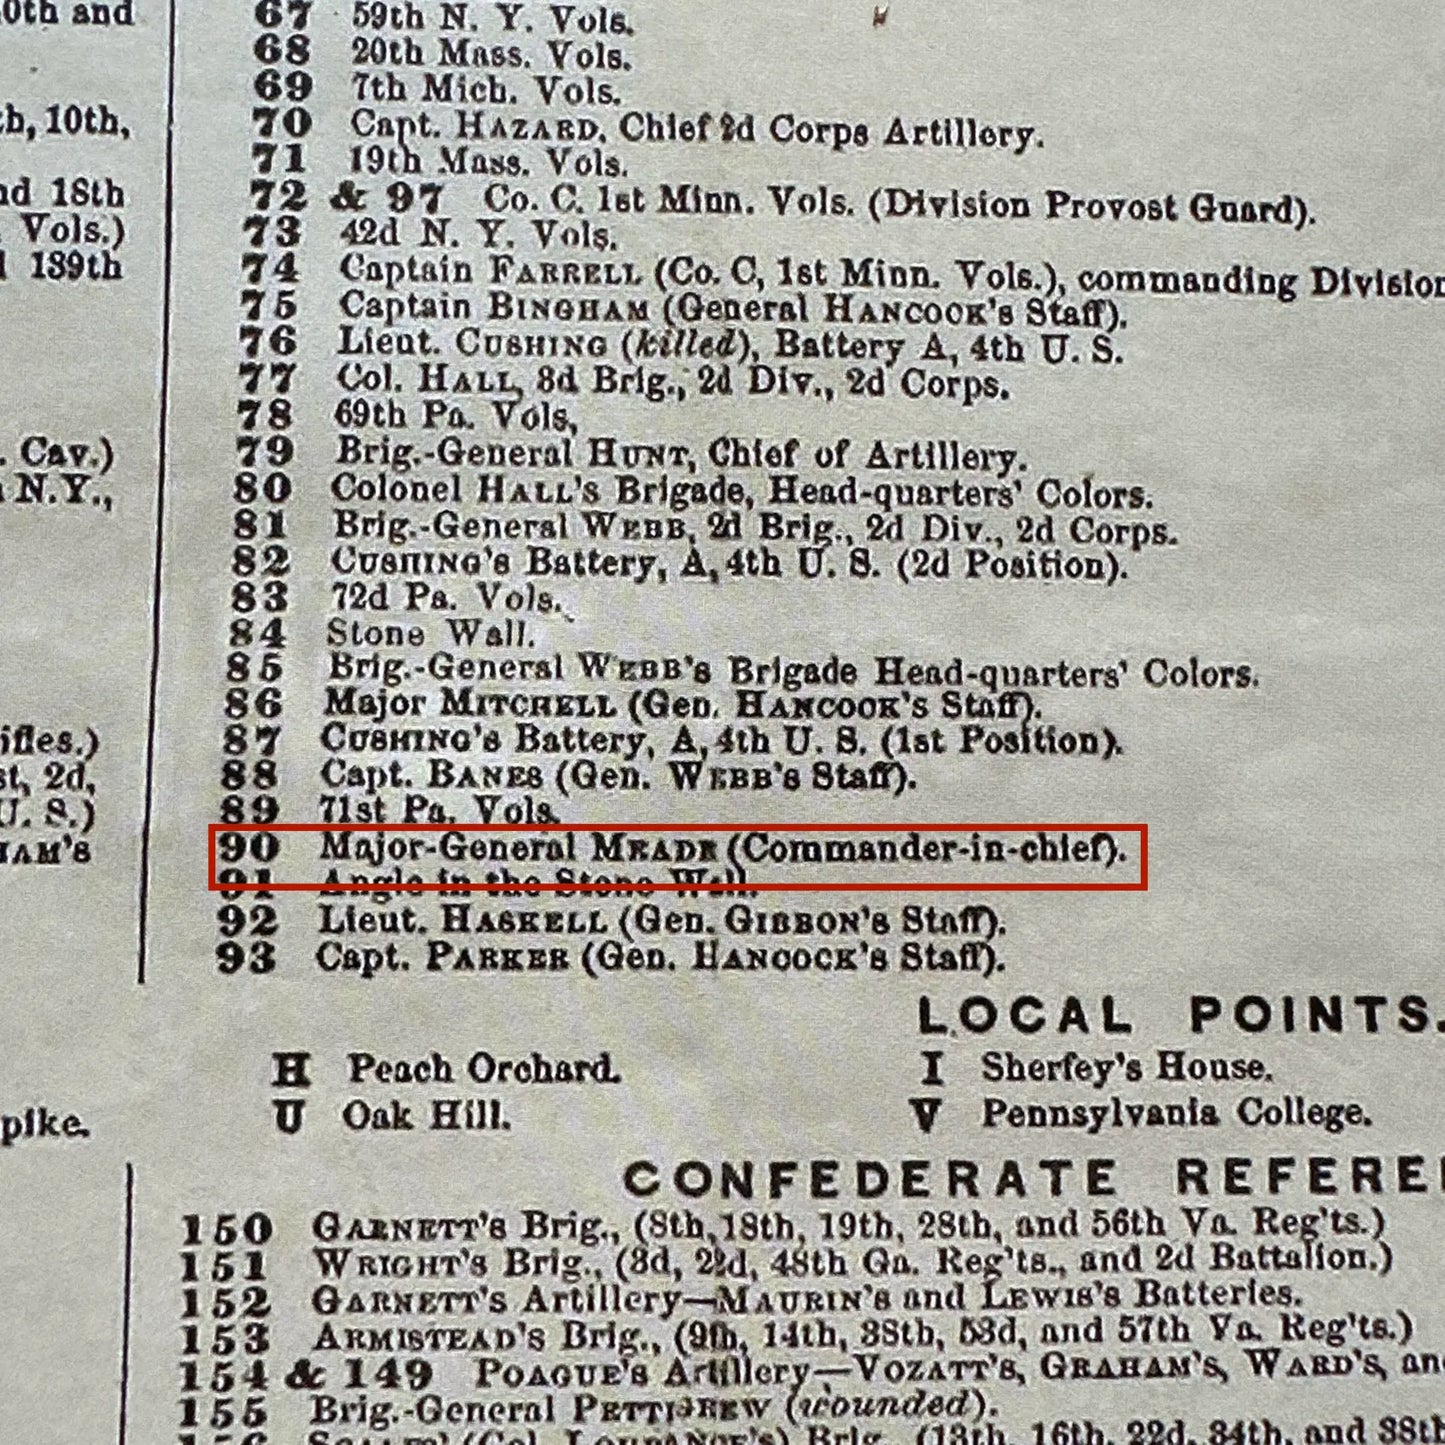 0th and
67 59th N. Y. Vols.
68 20th Mass. Vols.
69 7th Mich. Vols.
h, 10th,
70 Capt. HAZARD, Chief 2d Corps Artillery.
71 19th Mass. Vols.
nd 18th
72 & 97 Co. C, 1st Minn. Vols. (Division Provost Guard).
Vols.)
73 42d N. Y. Vols.
139th
74 Captain FARRELL (Co. C, 1st Minn. Vols.), commanding Division
75 Captain BINGHAM (General HANCOCK'S Staff).
76 Lieut. CUSHING (killed), Battery A, 4th U. S.
77 Col. HALL, 3d Brig., 2d Div., 2d Corps.
78 69th Pa. Vols,
. Cav.)
79 Brig.-General HUNT, Chief of Artillery.
N.Y.,
80 Colonel HALL'S Brigade, Head-quarters' Colors.
81 Brig.-General WEBB, 2d Brig., 2d Div., 2d Corps.
82 CUSHING'S Battery, A, 4th U. S. (2d Position).
83 72d Pa. Vols.
84 Stone Wall.
85 Brig.-General WEBB'S Brigade Head-quarters' Colors.
86 Major MITCHELL (Gen. HANCOCK'S Staff).
ifles.)
87 CUSHING'S Battery, A, 4th U. S. (1st Position).
st, 2d,
88 Capt. BANES (Gen. WEBB'S Staff).
U. S.)
89 71st Pa. Vols.
HAM'S
90 Major-General MEADE (Commander-in-chief).
91 Angle in the Stone Wall.
92 Lieut. HASKELL (Gen. GIBBON'S Staff).
93 Capt. PARKER (Gen. HANCOCK'S Staff).
LOCAL POINTS.
H Peach Orchard.
I Sherfey's House.
pike.
U Oak Hill.
V Pennsylvania College.
CONFEDERATE REFERE
150 GARNETT'S Brig., (8th, 18th, 19th, 28th, and 56th Va. Reg'ts.)
151 WRIGHT'S Brig., (3d, 22d, 48th Ga. Reg'ts., and 2d Battalion.)
152 GARNETT'S Artillery—MAURIN'S and LEWIS'S Batteries.
153 ARMISTEAD'S Brig., (9th, 14th, 38th, 53d, and 57th Va. Reg'ts.)
154 & 149 POAGUE'S Artillery—VOZATT'S, GRAHAM'S, WARD'S, an
155 Brig.-General PETTIGREW (wounded).
Brig., (13th, 16th, 22d, 34th, and 38th